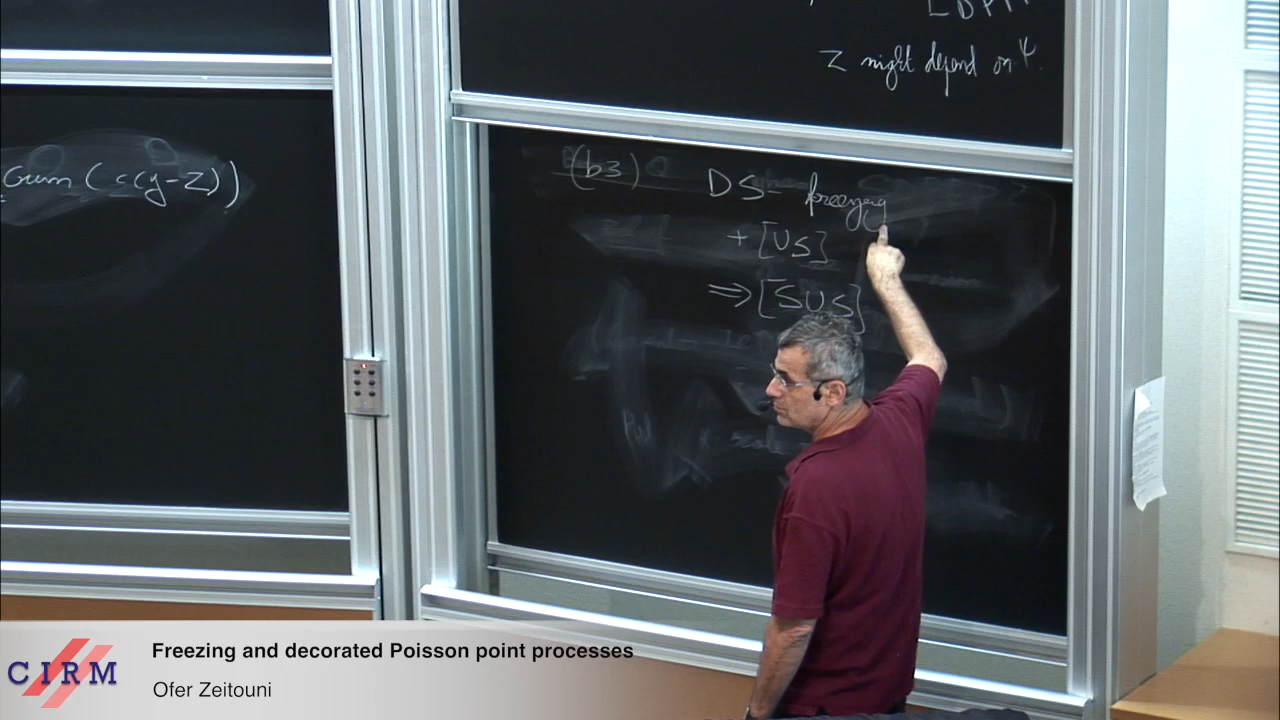 Z might depend on Ψ.
Gum (c(y-Z))
(b3) DS- freezing
+ [US]
⇒ [SUS]
CIRM
Freezing and decorated Poisson point processes
Ofer Zeitouni